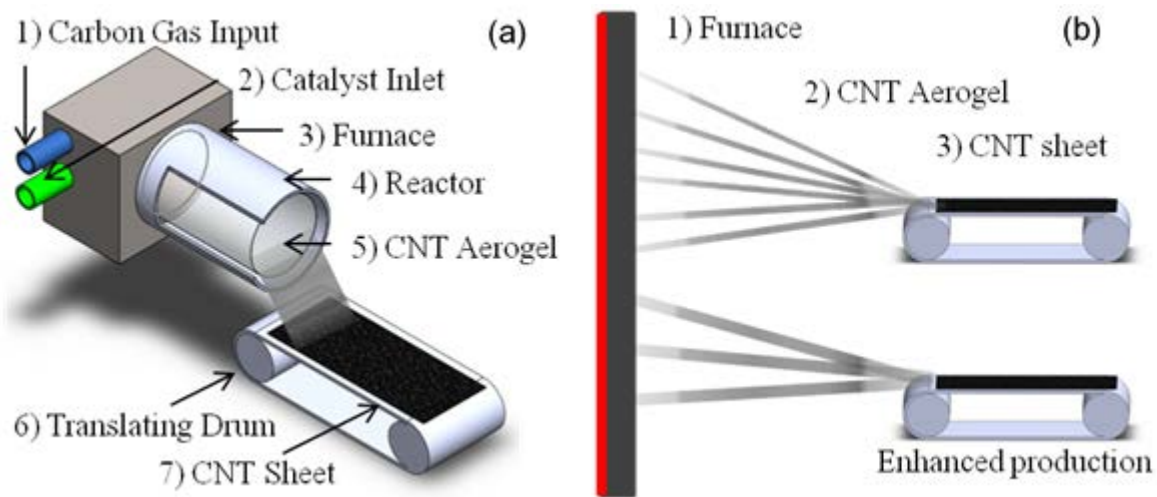 (a)
1) Carbon Gas Input
2) Catalyst Inlet
3) Furnace
4) Reactor
5) CNT Aerogel
6) Translating Drum
7) CNT Sheet
(b)
1) Furnace
2) CNT Aerogel
3) CNT sheet
Enhanced production